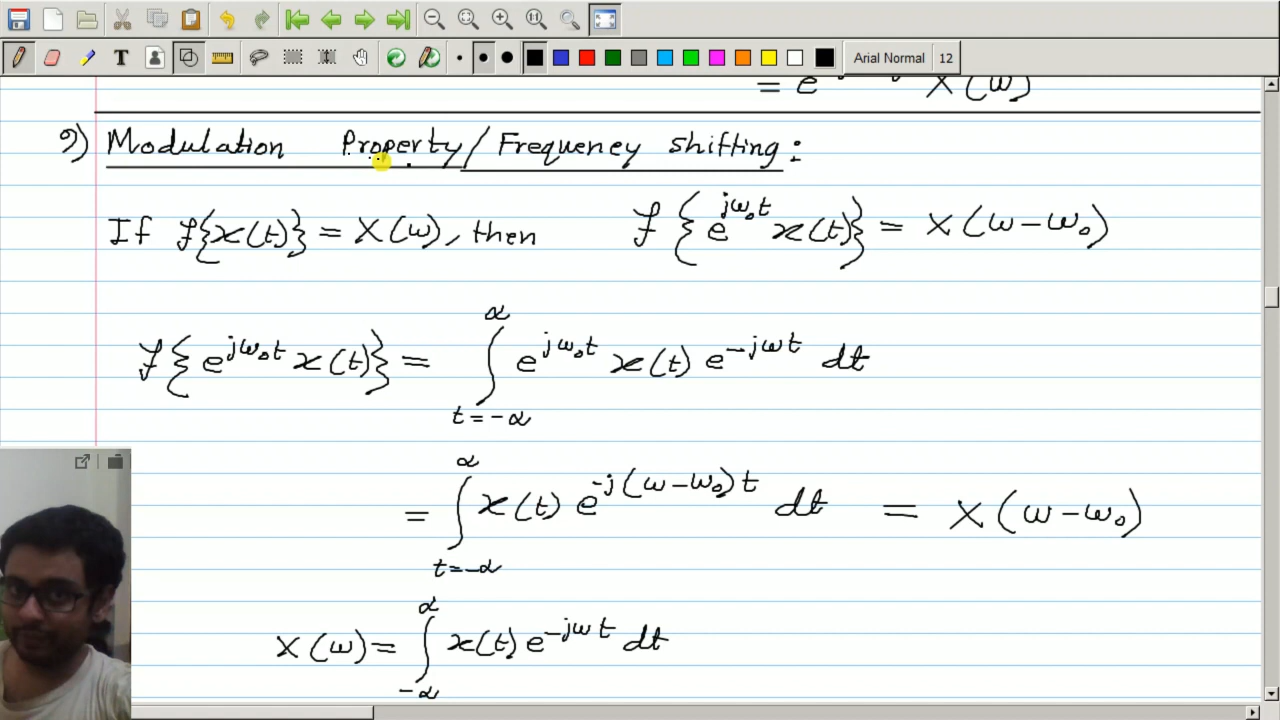 T Arial Normal 12
= e X(ω)
9) Modulation Property/Frequency shifting:
If ℱ{x(t)} = X(ω), then ℱ{e^{jω₀t} x(t)} = X(ω-ω₀)
ℱ{e^{jω₀t} x(t)} = ∫_{t=-α}^{α} e^{jω₀t} x(t) e^{-jωt} dt
= ∫_{t=-α}^{α} x(t) e^{-j(ω-ω₀)t} dt = X(ω-ω₀)
X(ω) = ∫_{-α}^{α} x(t) e^{-jωt} dt